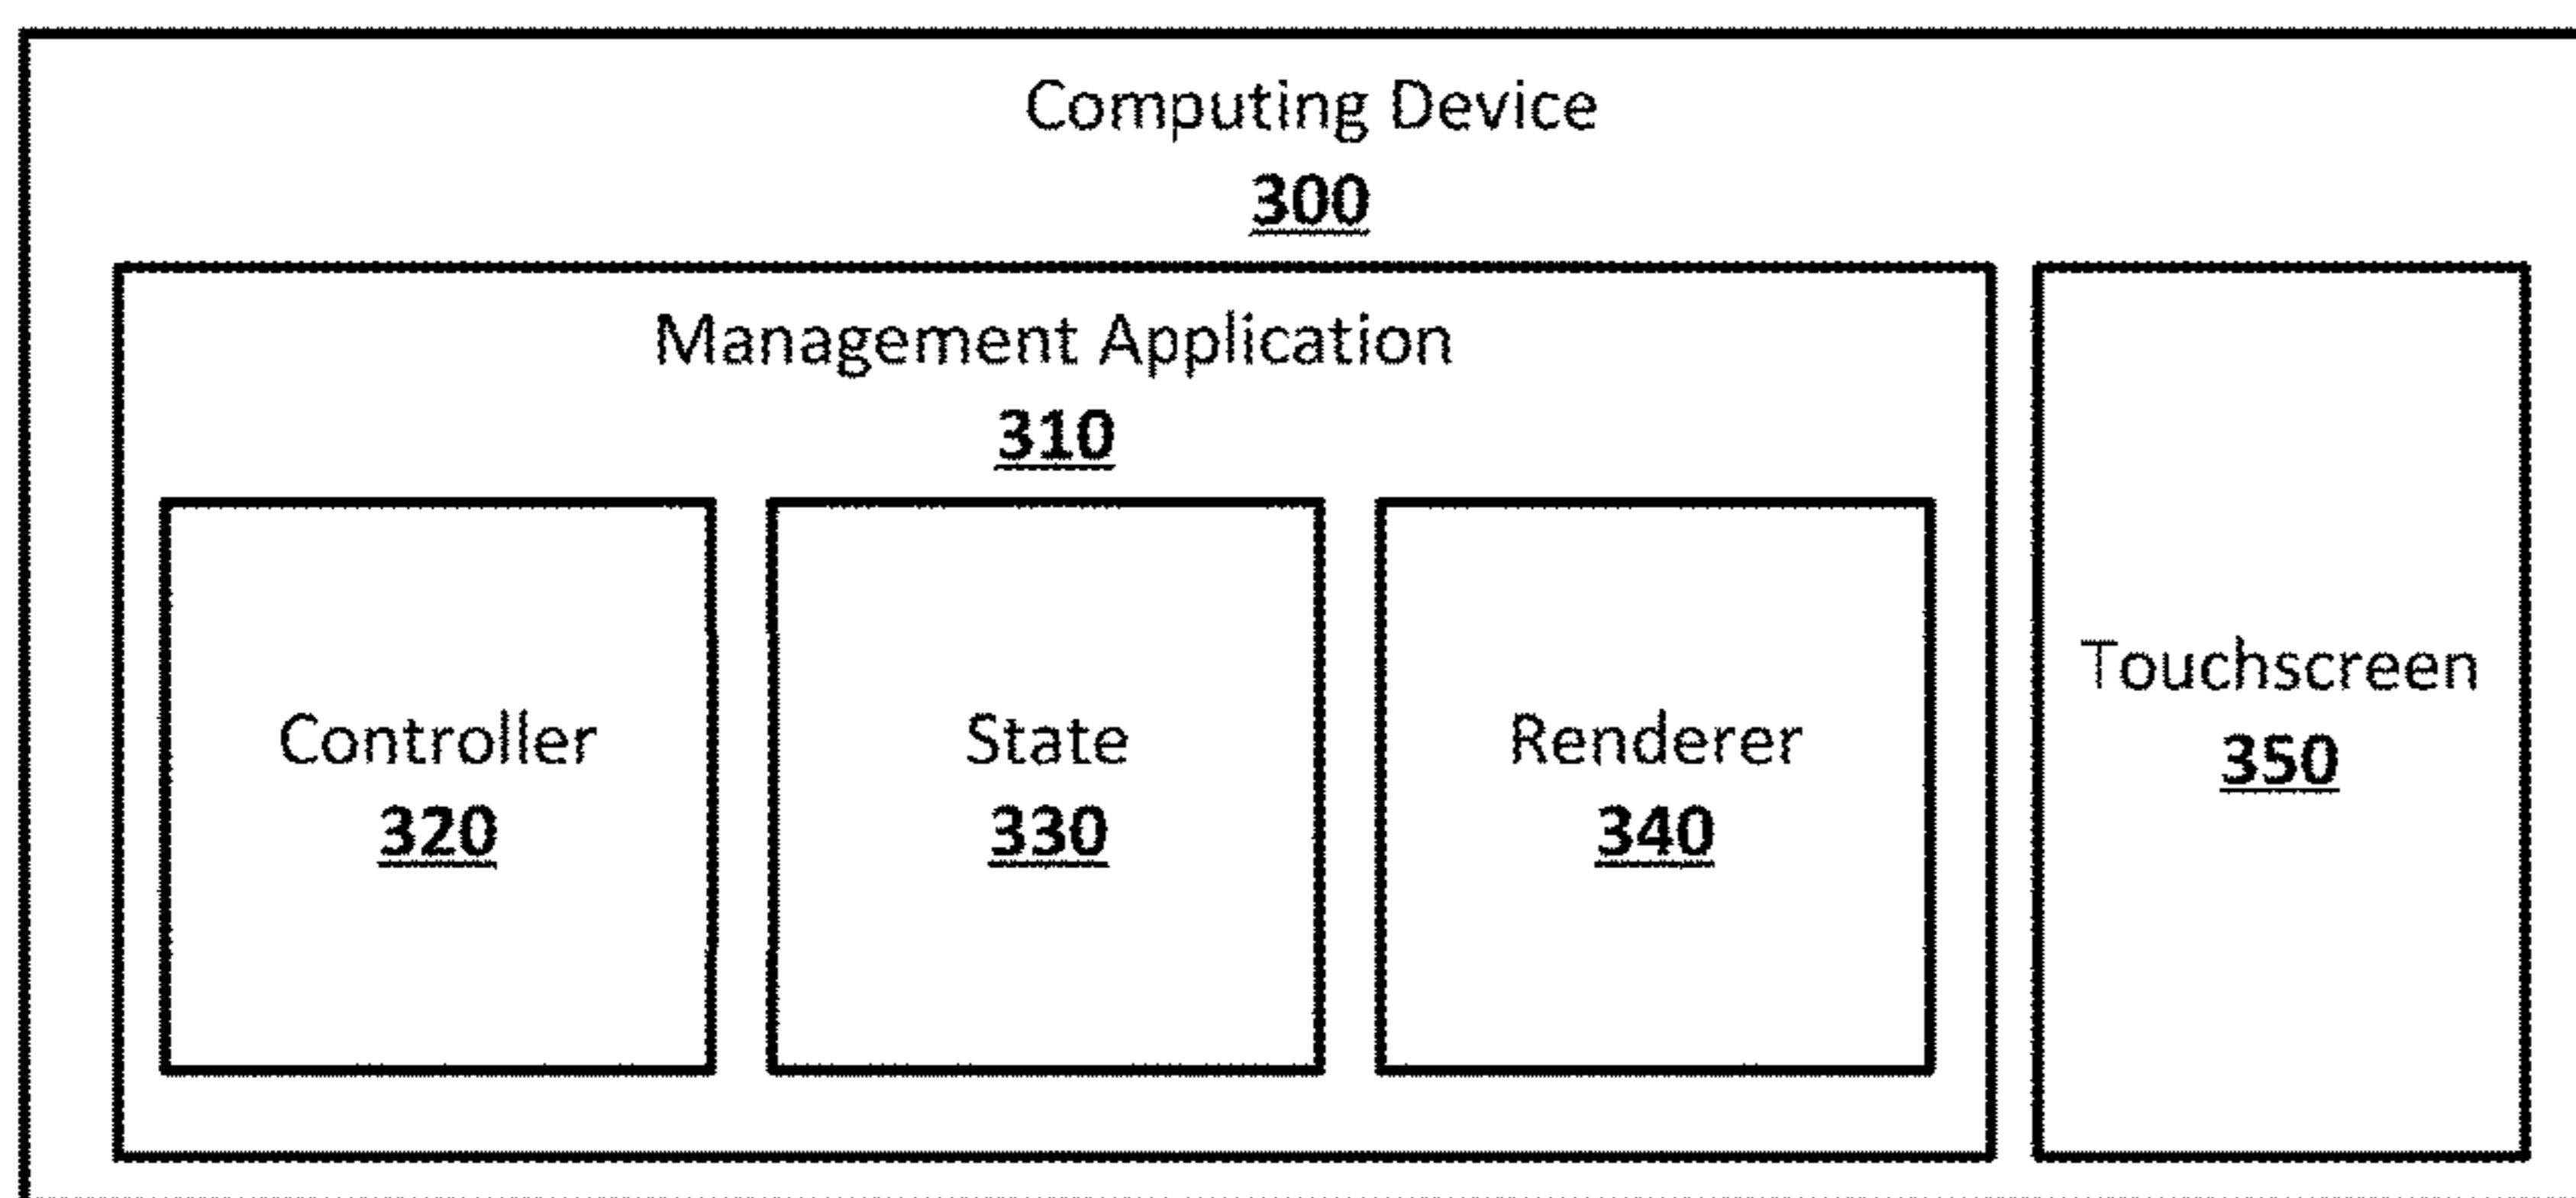 Computing Device
300
Management Application
310
Controller
320
State
330
Renderer
340
Touchscreen
350